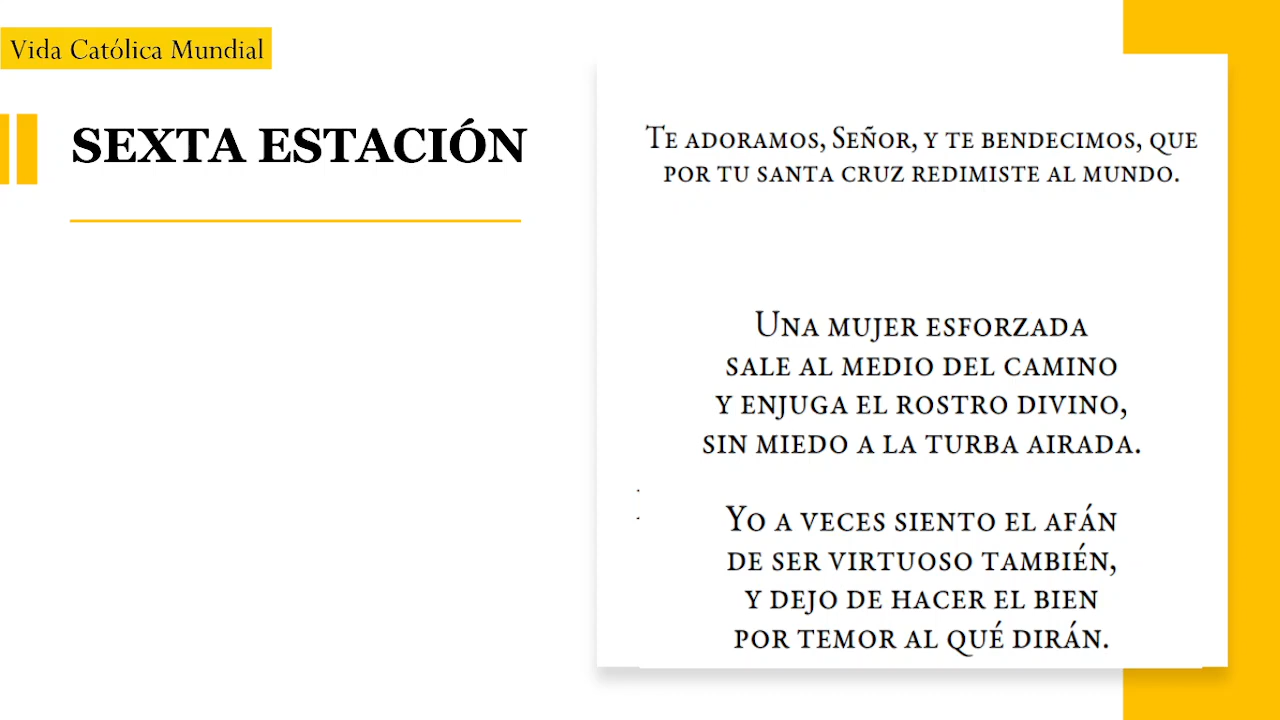 Vida Católica Mundial
SEXTA ESTACIÓN
Te adoramos, Señor, y te bendecimos, que
por tu santa cruz redimiste al mundo.
Una mujer esforzada
sale al medio del camino
y enjuga el rostro divino,
sin miedo a la turba airada.
Yo a veces siento el afán
de ser virtuoso también,
y dejo de hacer el bien
por temor al qué dirán.